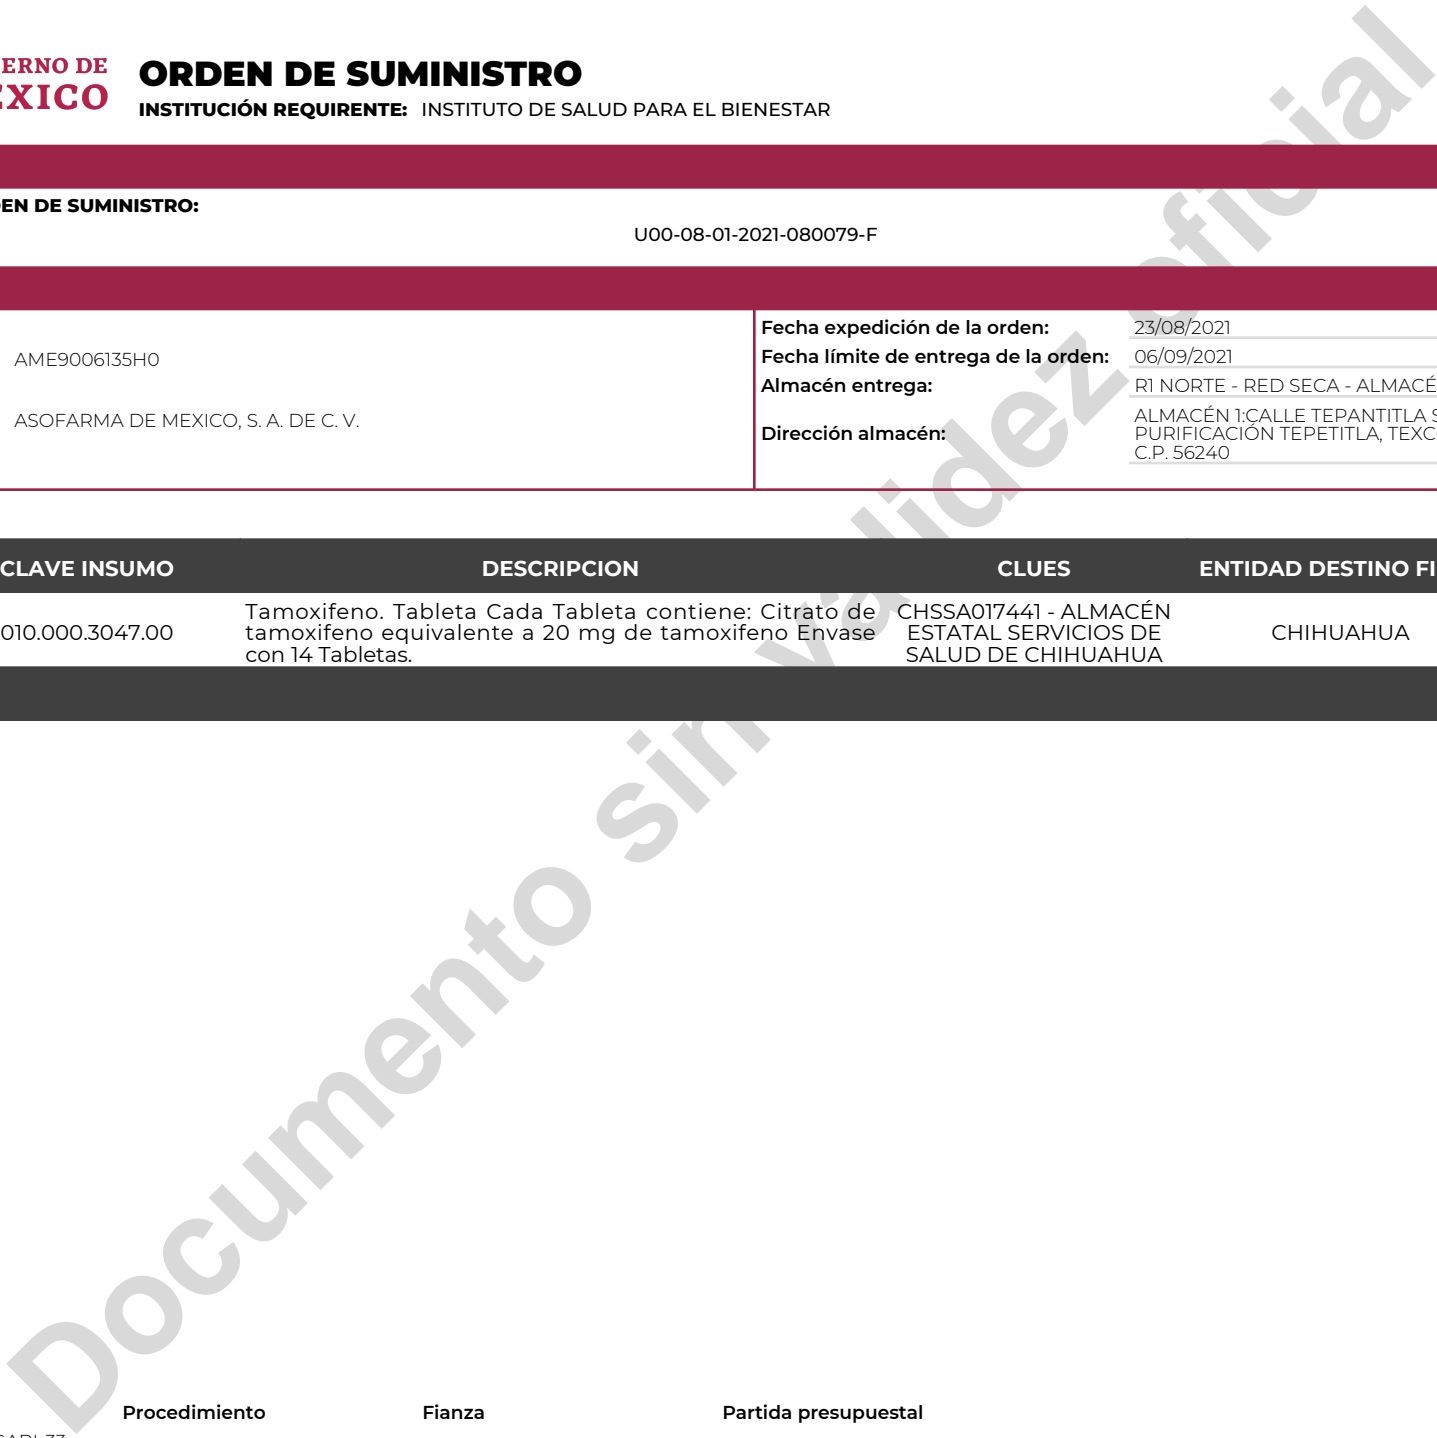 ERNO DE
EXICO
ORDEN DE SUMINISTRO
INSTITUCIÓN REQUIRENTE: INSTITUTO DE SALUD PARA EL BIENESTAR
EN DE SUMINISTRO:
U00-08-01-2021-080079-F
AME9006135H0
ASOFARMA DE MEXICO, S. A. DE C. V.
Fecha expedición de la orden: 23/08/2021
Fecha límite de entrega de la orden: 06/09/2021
Almacén entrega: R1 NORTE - RED SECA - ALMACÉ
Dirección almacén:
ALMACÉN 1:CALLE TEPANTITLA S
PURIFICACIÓN TEPETITLA, TEXC
C.P. 56240
CLAVE INSUMO DESCRIPCION CLUES ENTIDAD DESTINO FI
010.000.3047.00
Tamoxifeno. Tableta Cada Tableta contiene: Citrato de
tamoxifeno equivalente a 20 mg de tamoxifeno Envase
con 14 Tabletas.
CHSSA017441 - ALMACÉN
ESTATAL SERVICIOS DE
SALUD DE CHIHUAHUA
CHIHUAHUA
Documento sin validez oficial
Procedimiento Fianza Partida presupuestal